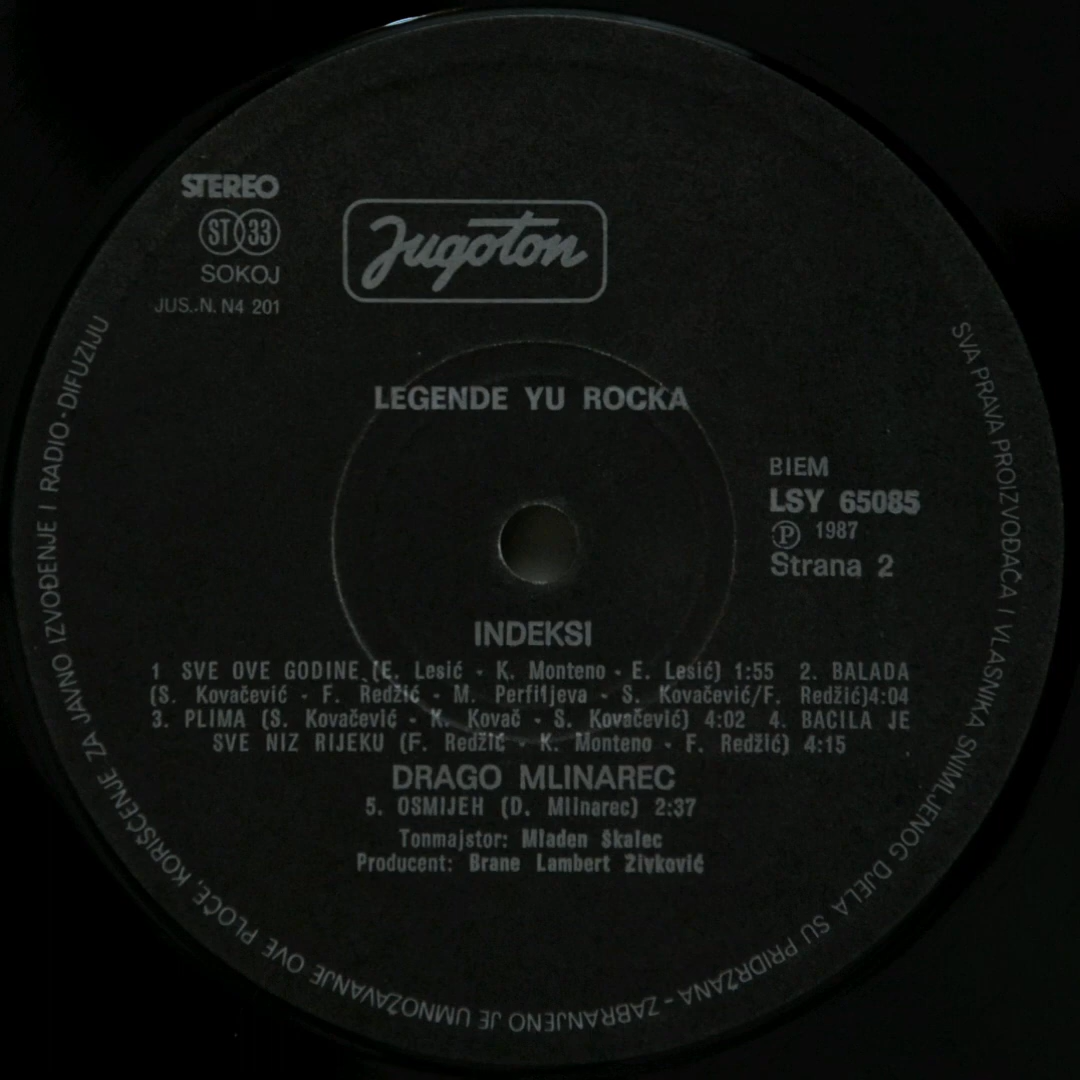 STEREO
ST 33
SOKOJ
JUS..N. N4 201
Jugoton
LEGENDE YU ROCKA
BIEM
LSY 65085
Ⓟ 1987
Strana 2
INDEKSI
1 SVE OVE GODINE (E. Lesić - K. Monteno - E. Lesić) 1:55 2. BALADA
(S. Kovačević - F. Redžić - M. Perfiljeva - S. Kovačević/F. Redžić)4:04
3. PLIMA (S. Kovačević - K. Kovač - S. Kovačević) 4:02 4. BACILA JE
SVE NIZ RIJEKU (F. Redžić - K. Monteno - F. Redžić) 4:15
DRAGO MLINAREC
5. OSMIJEH (D. Mlinarec) 2:37
Tonmajstor: Mladen Škalec
Producent: Brane Lambert Živković
SVA PRAVA PROIZVOĐAČA I VLASNIKA SNIMLJENOG DJELA SU PRIDRŽANA - ZABRANJENO JE UMNOŽAVANJE OVE PLOČE, KORIŠĆENJE ZA JAVNO IZVOĐENJE I RADIO-DIFUZIJU